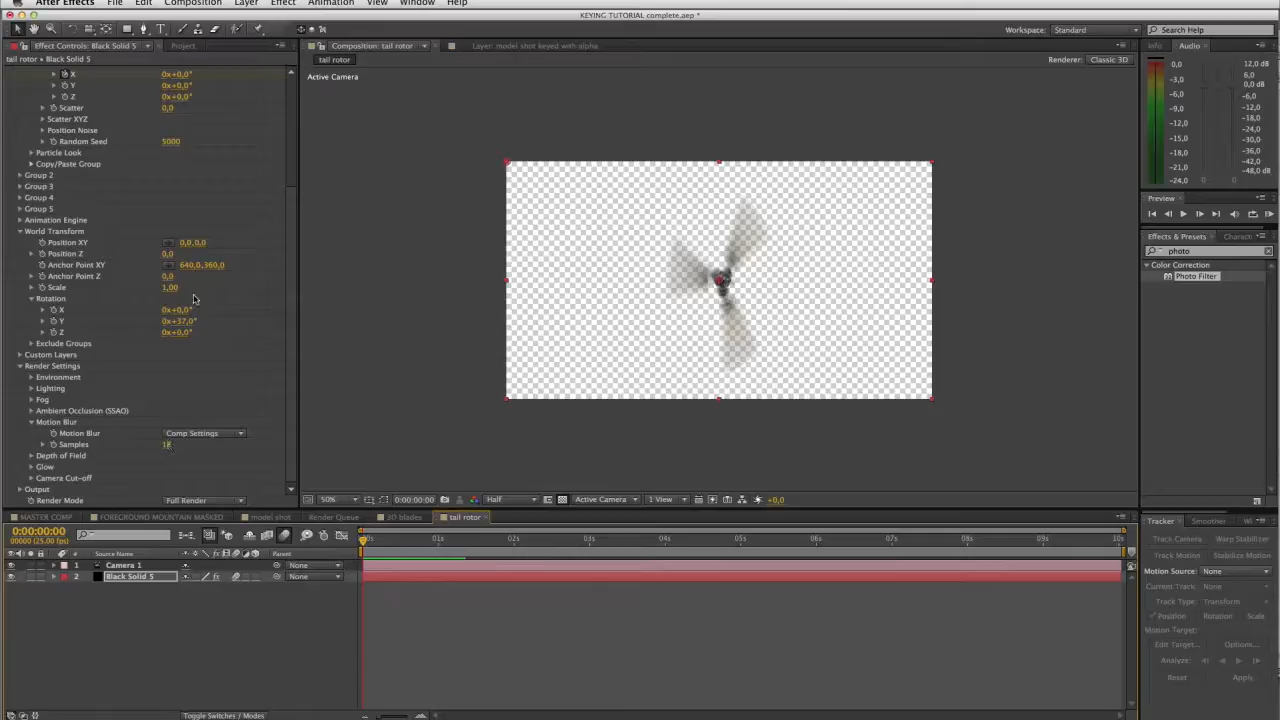 After Effects File Edit Composition Layer Effect Animation View Window Help
KEYING TUTORIAL complete.aep *
Workspace: Standard Search Help
Effect Controls: Black Solid 5 Project
Composition: tail rotor Layer: model shot keyed with alpha
Info Audio
tail rotor • Black Solid 5
tail rotor
Renderer: Classic 3D
Active Camera
X 0x+0,0°
Y 0x+0,0°
Z 0x+0,0°
Scatter 0,0
Scatter XYZ
Position Noise
Random Seed 5000
Particle Look
Copy/Paste Group
Group 2
Group 3
Group 4
Group 5
Animation Engine
World Transform
Position XY 0,0,0,0
Position Z 0,0
Anchor Point XY 640,0,360,0
Anchor Point Z 0,0
Scale 1,00
Rotation
X 0x+0,0°
Y 0x+37,0°
Z 0x+0,0°
Exclude Groups
Custom Layers
Render Settings
Environment
Lighting
Fog
Ambient Occlusion (SSAO)
Motion Blur
Motion Blur Comp Settings
Samples
Depth of Field
Glow
Camera Cut-off
Output
Render Mode Full Render
0,0 12,0 dB
-3,0 6,0
-6,0 0,0 dB
-9,0 -6,0
-12,0 -12,0
-15,0 -18,0
-18,0 -24,0
-21,0 -30,0
-24,0 -36,0
-42,0
-48,0 dB
0 0
Preview
Effects & Presets
photo
Color Correction
Photo Filter
50% 0:00:00:00 Half Active Camera 1 View +0,0
MASTER COMP FOREGROUND MOUNTAIN MASKED model shot Render Queue 3D blades tail rotor
0:00:00:00
00000 (25.00 fps)
01s 02s 03s 04s 05s 06s 07s 08s 09s 10s
# Source Name Parent
1 Camera 1 None
2 Black Solid 5 None
Toggle Switches / Modes
Tracker Smoother
Track Camera Warp Stabilizer
Track Motion Stabilize Motion
Motion Source: None
Current Track: None
Track Type: Transform
Position Rotation Scale
Motion Target:
Edit Target... Options...
Analyze:
Reset Apply